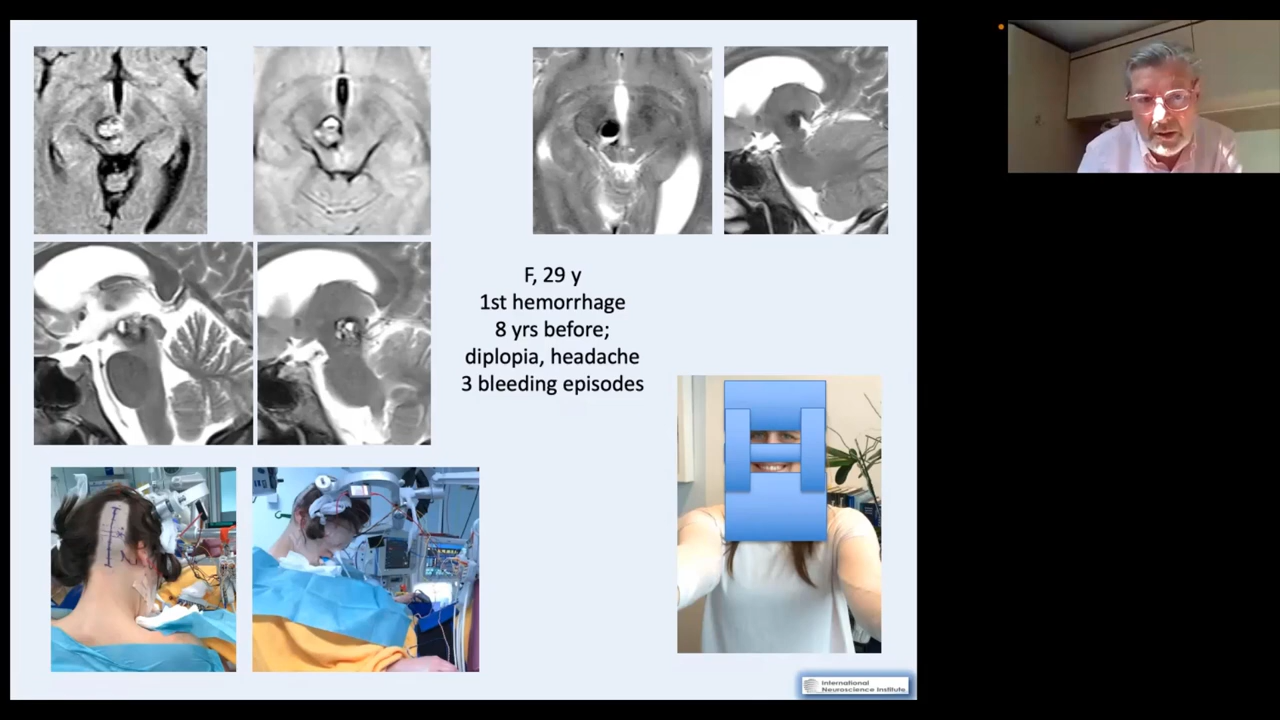 F, 29 y
1st hemorrhage
8 yrs before;
diplopia, headache
3 bleeding episodes
International
Neuroscience Institute